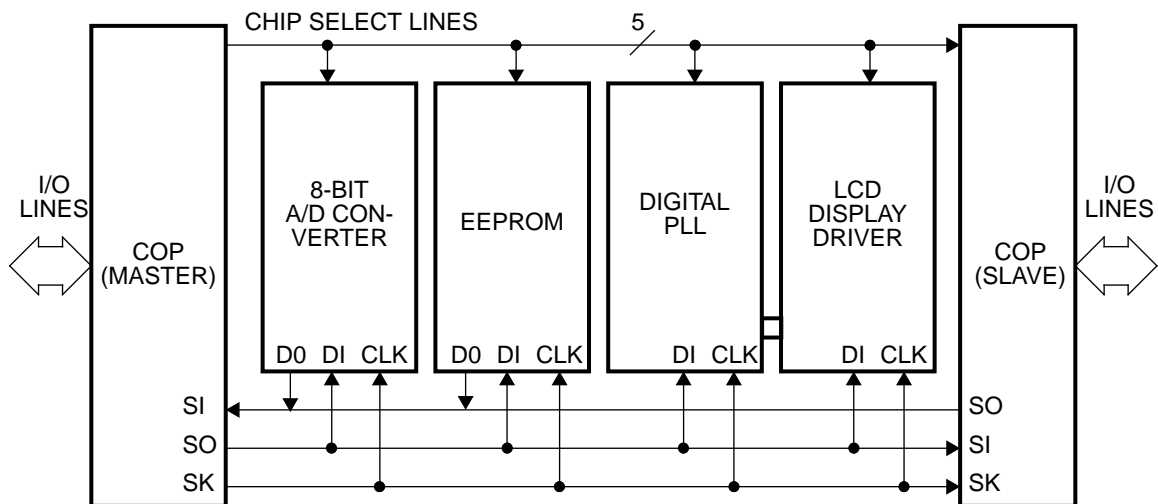 CHIP SELECT LINES
5
I/O
LINES
COP
(MASTER)
8-BIT
A/D CON-
VERTER
EEPROM
DIGITAL
PLL
LCD
DISPLAY
DRIVER
COP
(SLAVE)
I/O
LINES
D0 DI CLK
D0 DI CLK
DI CLK
DI CLK
SI
SO
SO
SI
SK
SK